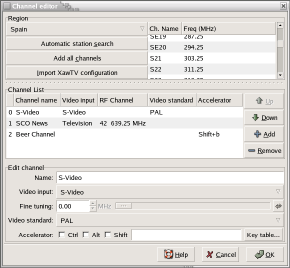 Channel editor
Region
Spain
Automatic station search
Add all channels
Import XawTV configuration
Ch. Name Freq (MHz)
SE19 287.25
SE20 294.25
S21 303.25
S22 311.25
Channel List
Channel name Video Input RF Channel Video standard Accelerator
0 S-Video S-Video PAL
1 SCO News Television 42 639.25 MHz
2 Beer Channel Shift+b
Up
Down
Add
Remove
Edit channel
Name: S-Video
Video input: S-Video
Fine tuning: 0.00 MHz
Video standard: PAL
Accelerator: Ctrl Alt Shift Key table...
Help Cancel OK